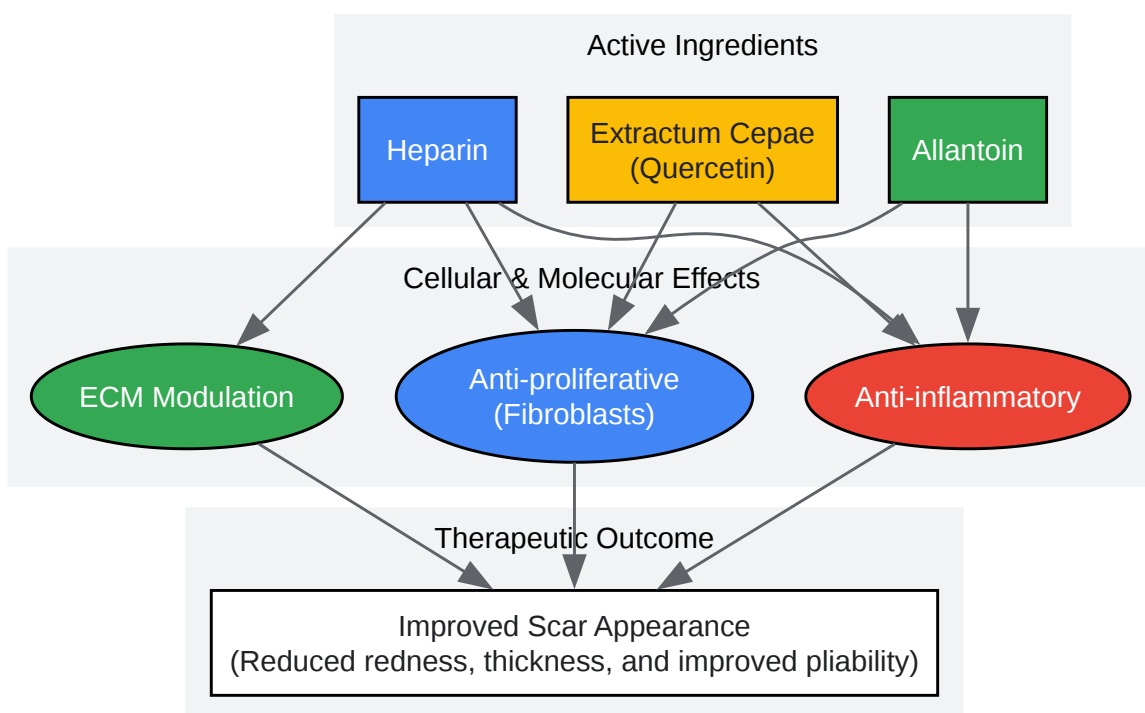 Active Ingredients
Heparin
Extractum Cepae
(Quercetin)
Allantoin
Cellular & Molecular Effects
ECM Modulation
Anti-proliferative
(Fibroblasts)
Anti-inflammatory
Therapeutic Outcome
Improved Scar Appearance
(Reduced redness, thickness, and improved pliability)